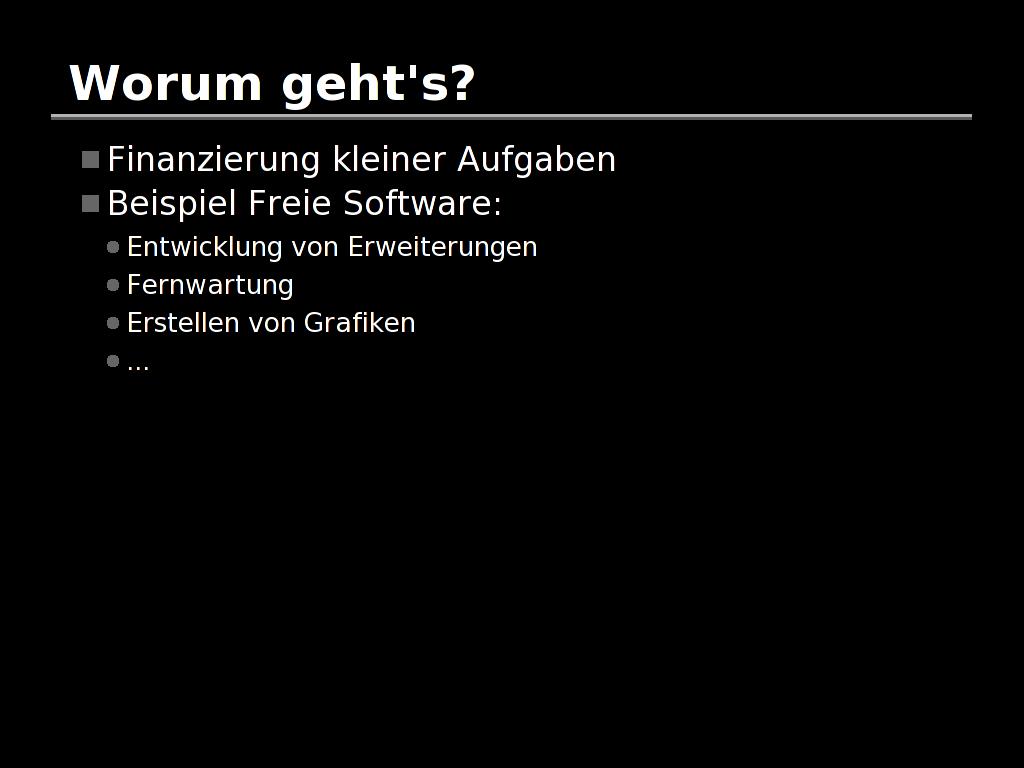 Worum geht's?
Finanzierung kleiner Aufgaben
Beispiel Freie Software:
Entwicklung von Erweiterungen
Fernwartung
Erstellen von Grafiken
...